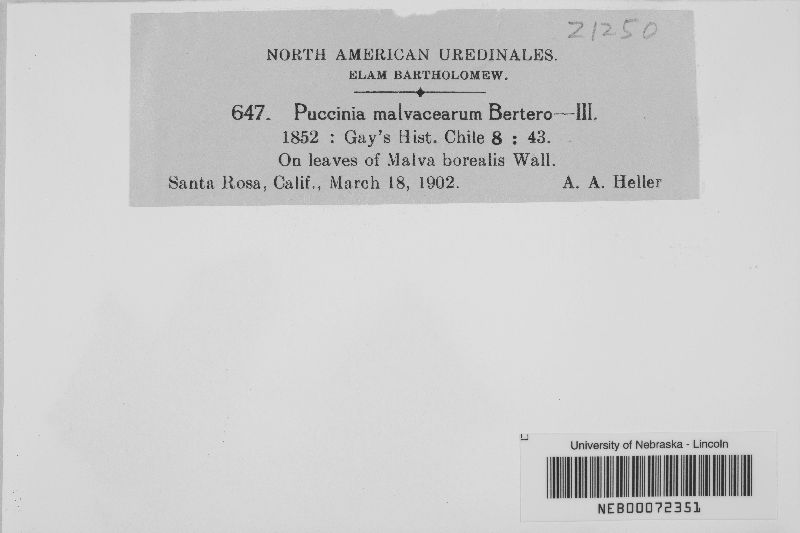 21250
NORTH AMERICAN UREDINALES.
ELAM BARTHOLOMEW.
647. Puccinia malvacearum Bertero—III.
1852 : Gay's Hist. Chile 8 : 43.
On leaves of Malva borealis Wall.
Santa Rosa, Calif., March 18, 1902. A. A. Heller
University of Nebraska - Lincoln
NEB00072351